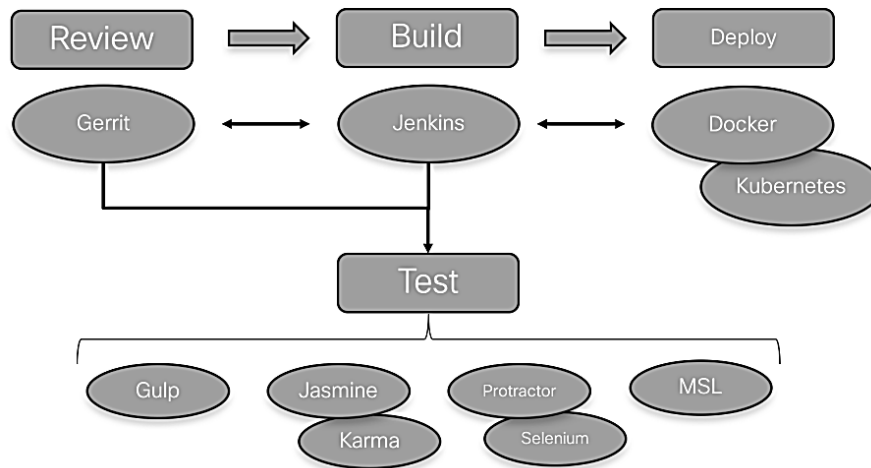 Review
Build
Deploy
Gerrit
Jenkins
Docker
Kubernetes
Test
Gulp
Jasmine
Protractor
MSL
Karma
Selenium